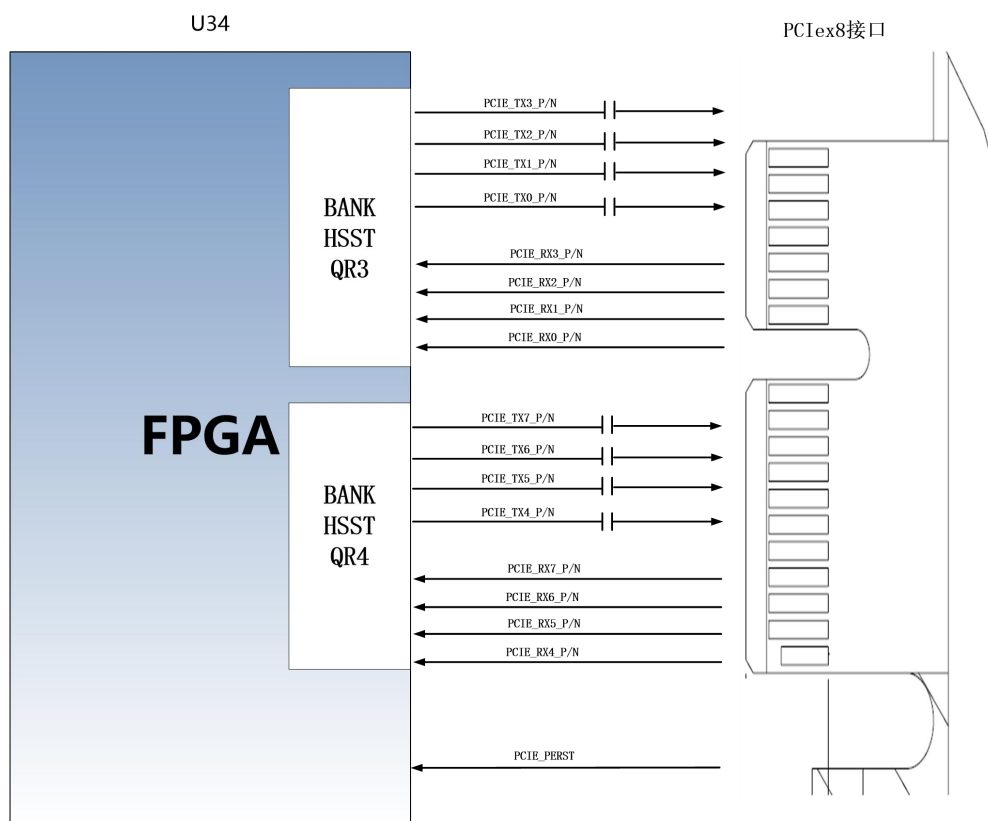 U34
PCIex8接口
PCIE_TX3_P/N
PCIE_TX2_P/N
PCIE_TX1_P/N
PCIE_TX0_P/N
BANK
HSST
QR3
PCIE_RX3_P/N
PCIE_RX2_P/N
PCIE_RX1_P/N
PCIE_RX0_P/N
FPGA
PCIE_TX7_P/N
PCIE_TX6_P/N
PCIE_TX5_P/N
PCIE_TX4_P/N
BANK
HSST
QR4
PCIE_RX7_P/N
PCIE_RX6_P/N
PCIE_RX5_P/N
PCIE_RX4_P/N
PCIE_PERST